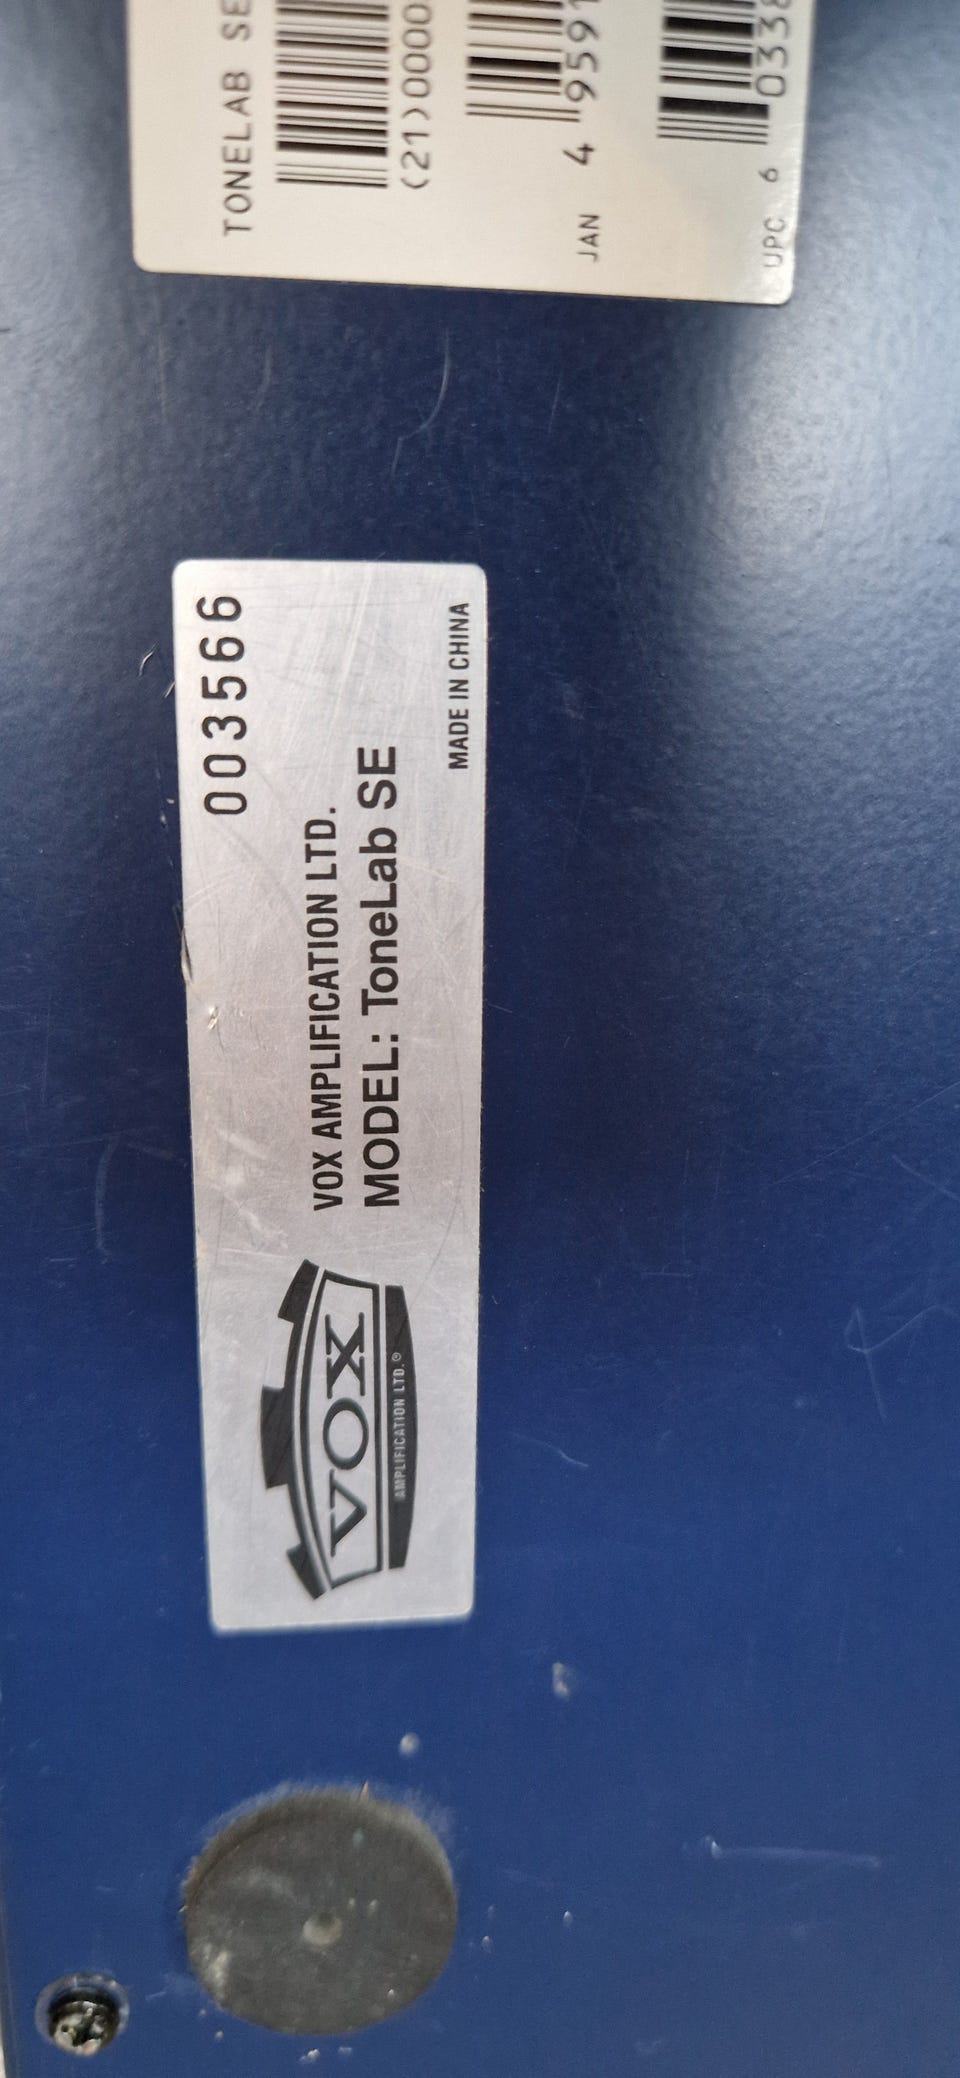 TONELAB SE
(21)0000
JAN 4 9591
UPC 6 0338
003566
VOX AMPLIFICATION LTD.
MODEL: ToneLab SE
MADE IN CHINA
VOX
AMPLIFICATION LTD.®